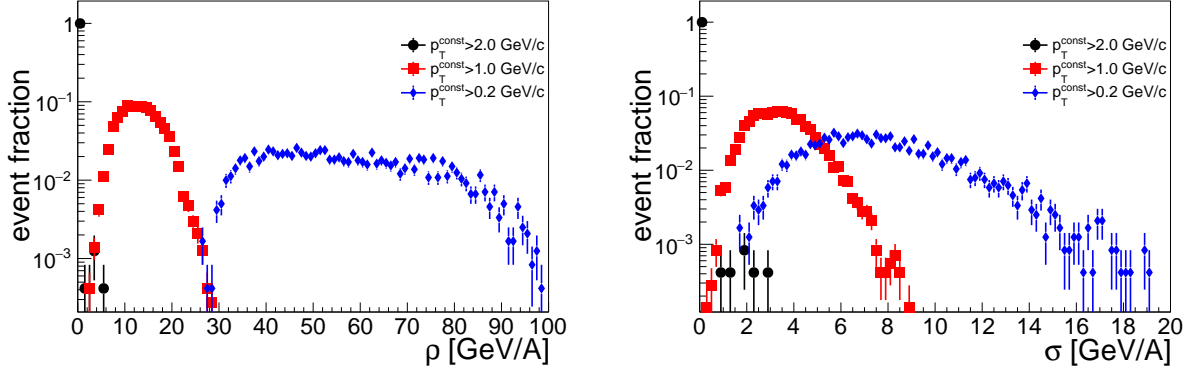 event fraction
1
10⁻¹
10⁻²
10⁻³
p_T^const>2.0 GeV/c
p_T^const>1.0 GeV/c
p_T^const>0.2 GeV/c
0 10 20 30 40 50 60 70 80 90 100
ρ [GeV/A]
event fraction
1
10⁻¹
10⁻²
10⁻³
p_T^const>2.0 GeV/c
p_T^const>1.0 GeV/c
p_T^const>0.2 GeV/c
0 2 4 6 8 10 12 14 16 18 20
σ [GeV/A]